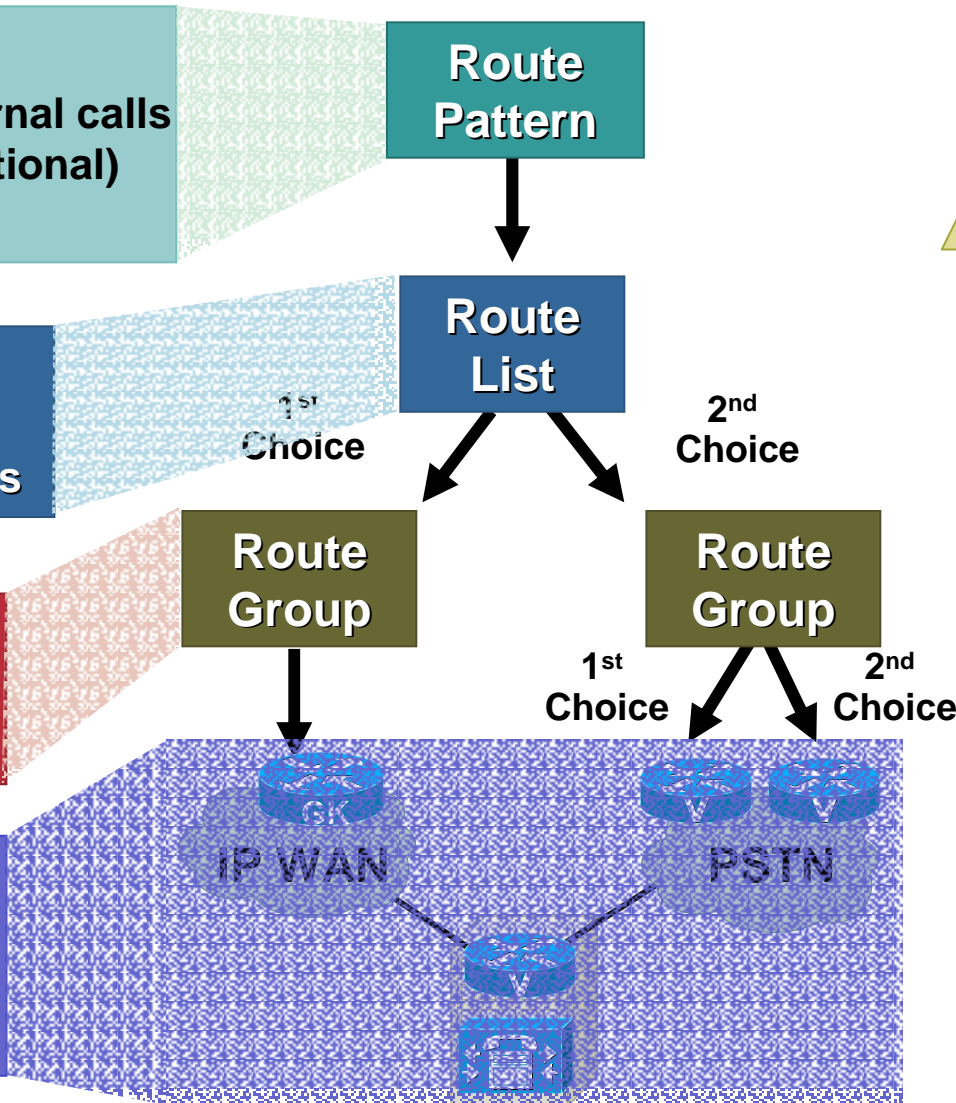 Route
Pattern
rnal calls
tional)
Route
List
1st
Choice
2nd
Choice
s
Route
Group
Route
Group
1st
Choice
2nd
Choice
GK
V
V
IP WAN
PSTN
V